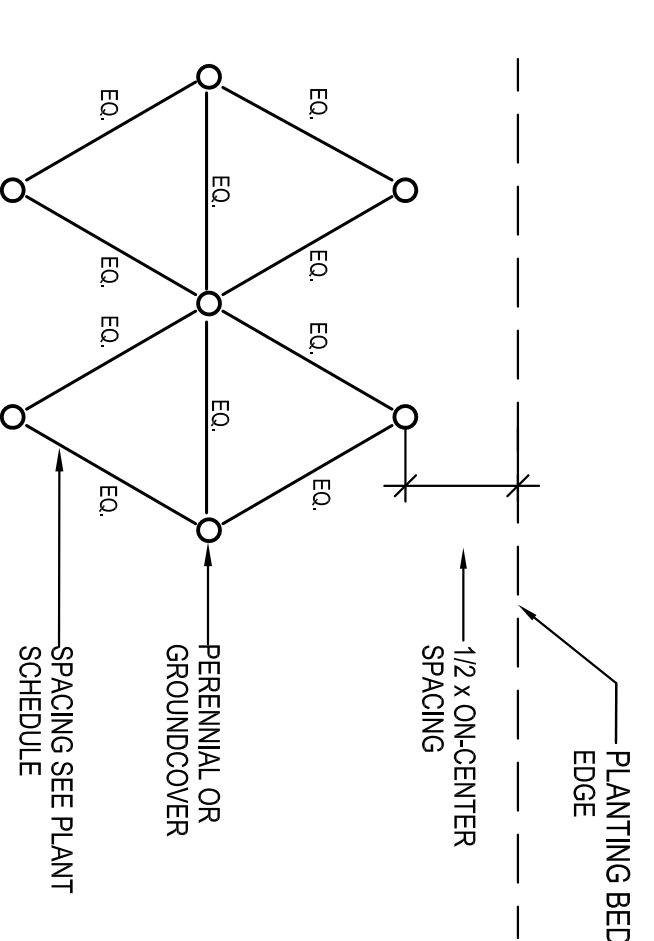 PLANTING BED
EDGE
1/2 x ON-CENTER
SPACING
EQ.
EQ.
EQ.
EQ.
EQ.
EQ.
PERENNIAL OR
GROUNDCOVER
EQ.
EQ.
EQ.
EQ.
SPACING SEE PLANT
SCHEDULE